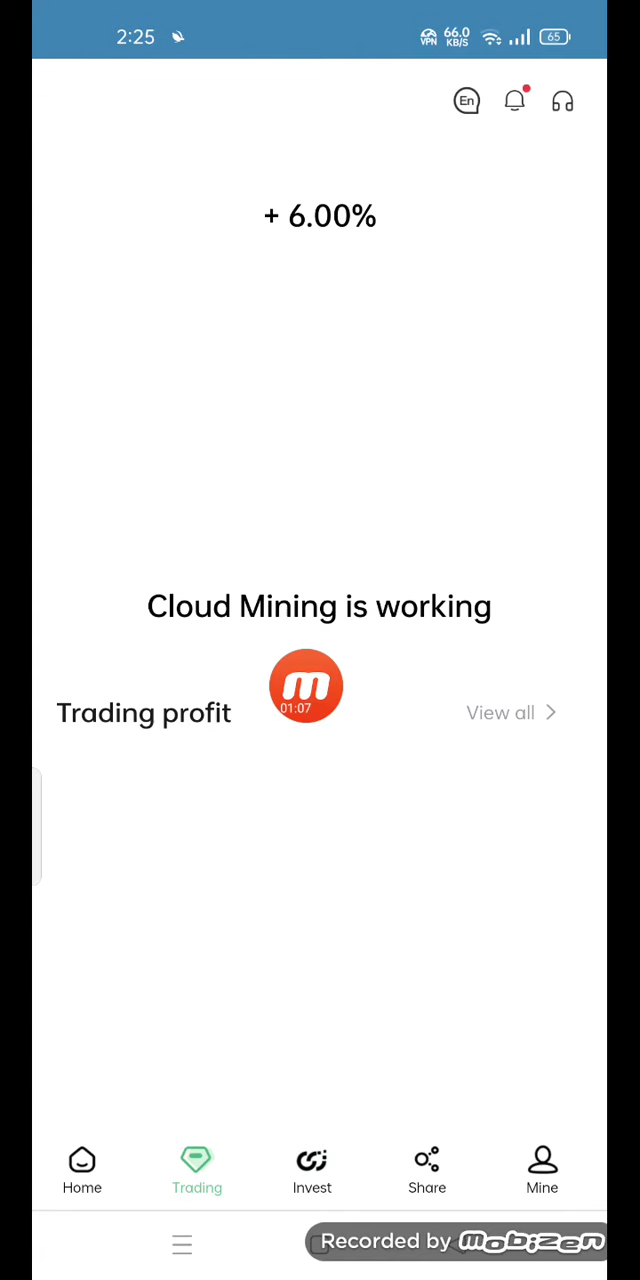 2:25
VPN
66.0
KB/S
65
En
+ 6.00%
Cloud Mining is working
m
01:07
Trading profit
View all
Home
Trading
Invest
Share
Mine
Recorded by mobizen